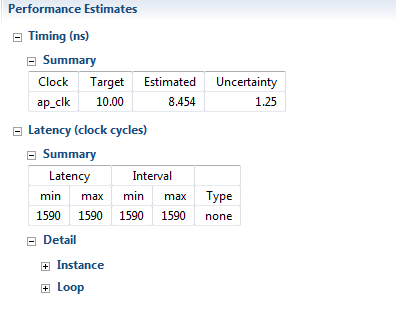 Performance Estimates
Timing (ns)
Summary
Clock Target Estimated Uncertainty
ap_clk 10.00 8.454 1.25
Latency (clock cycles)
Summary
Latency Interval
min max min max Type
1590 1590 1590 1590 none
Detail
Instance
Loop